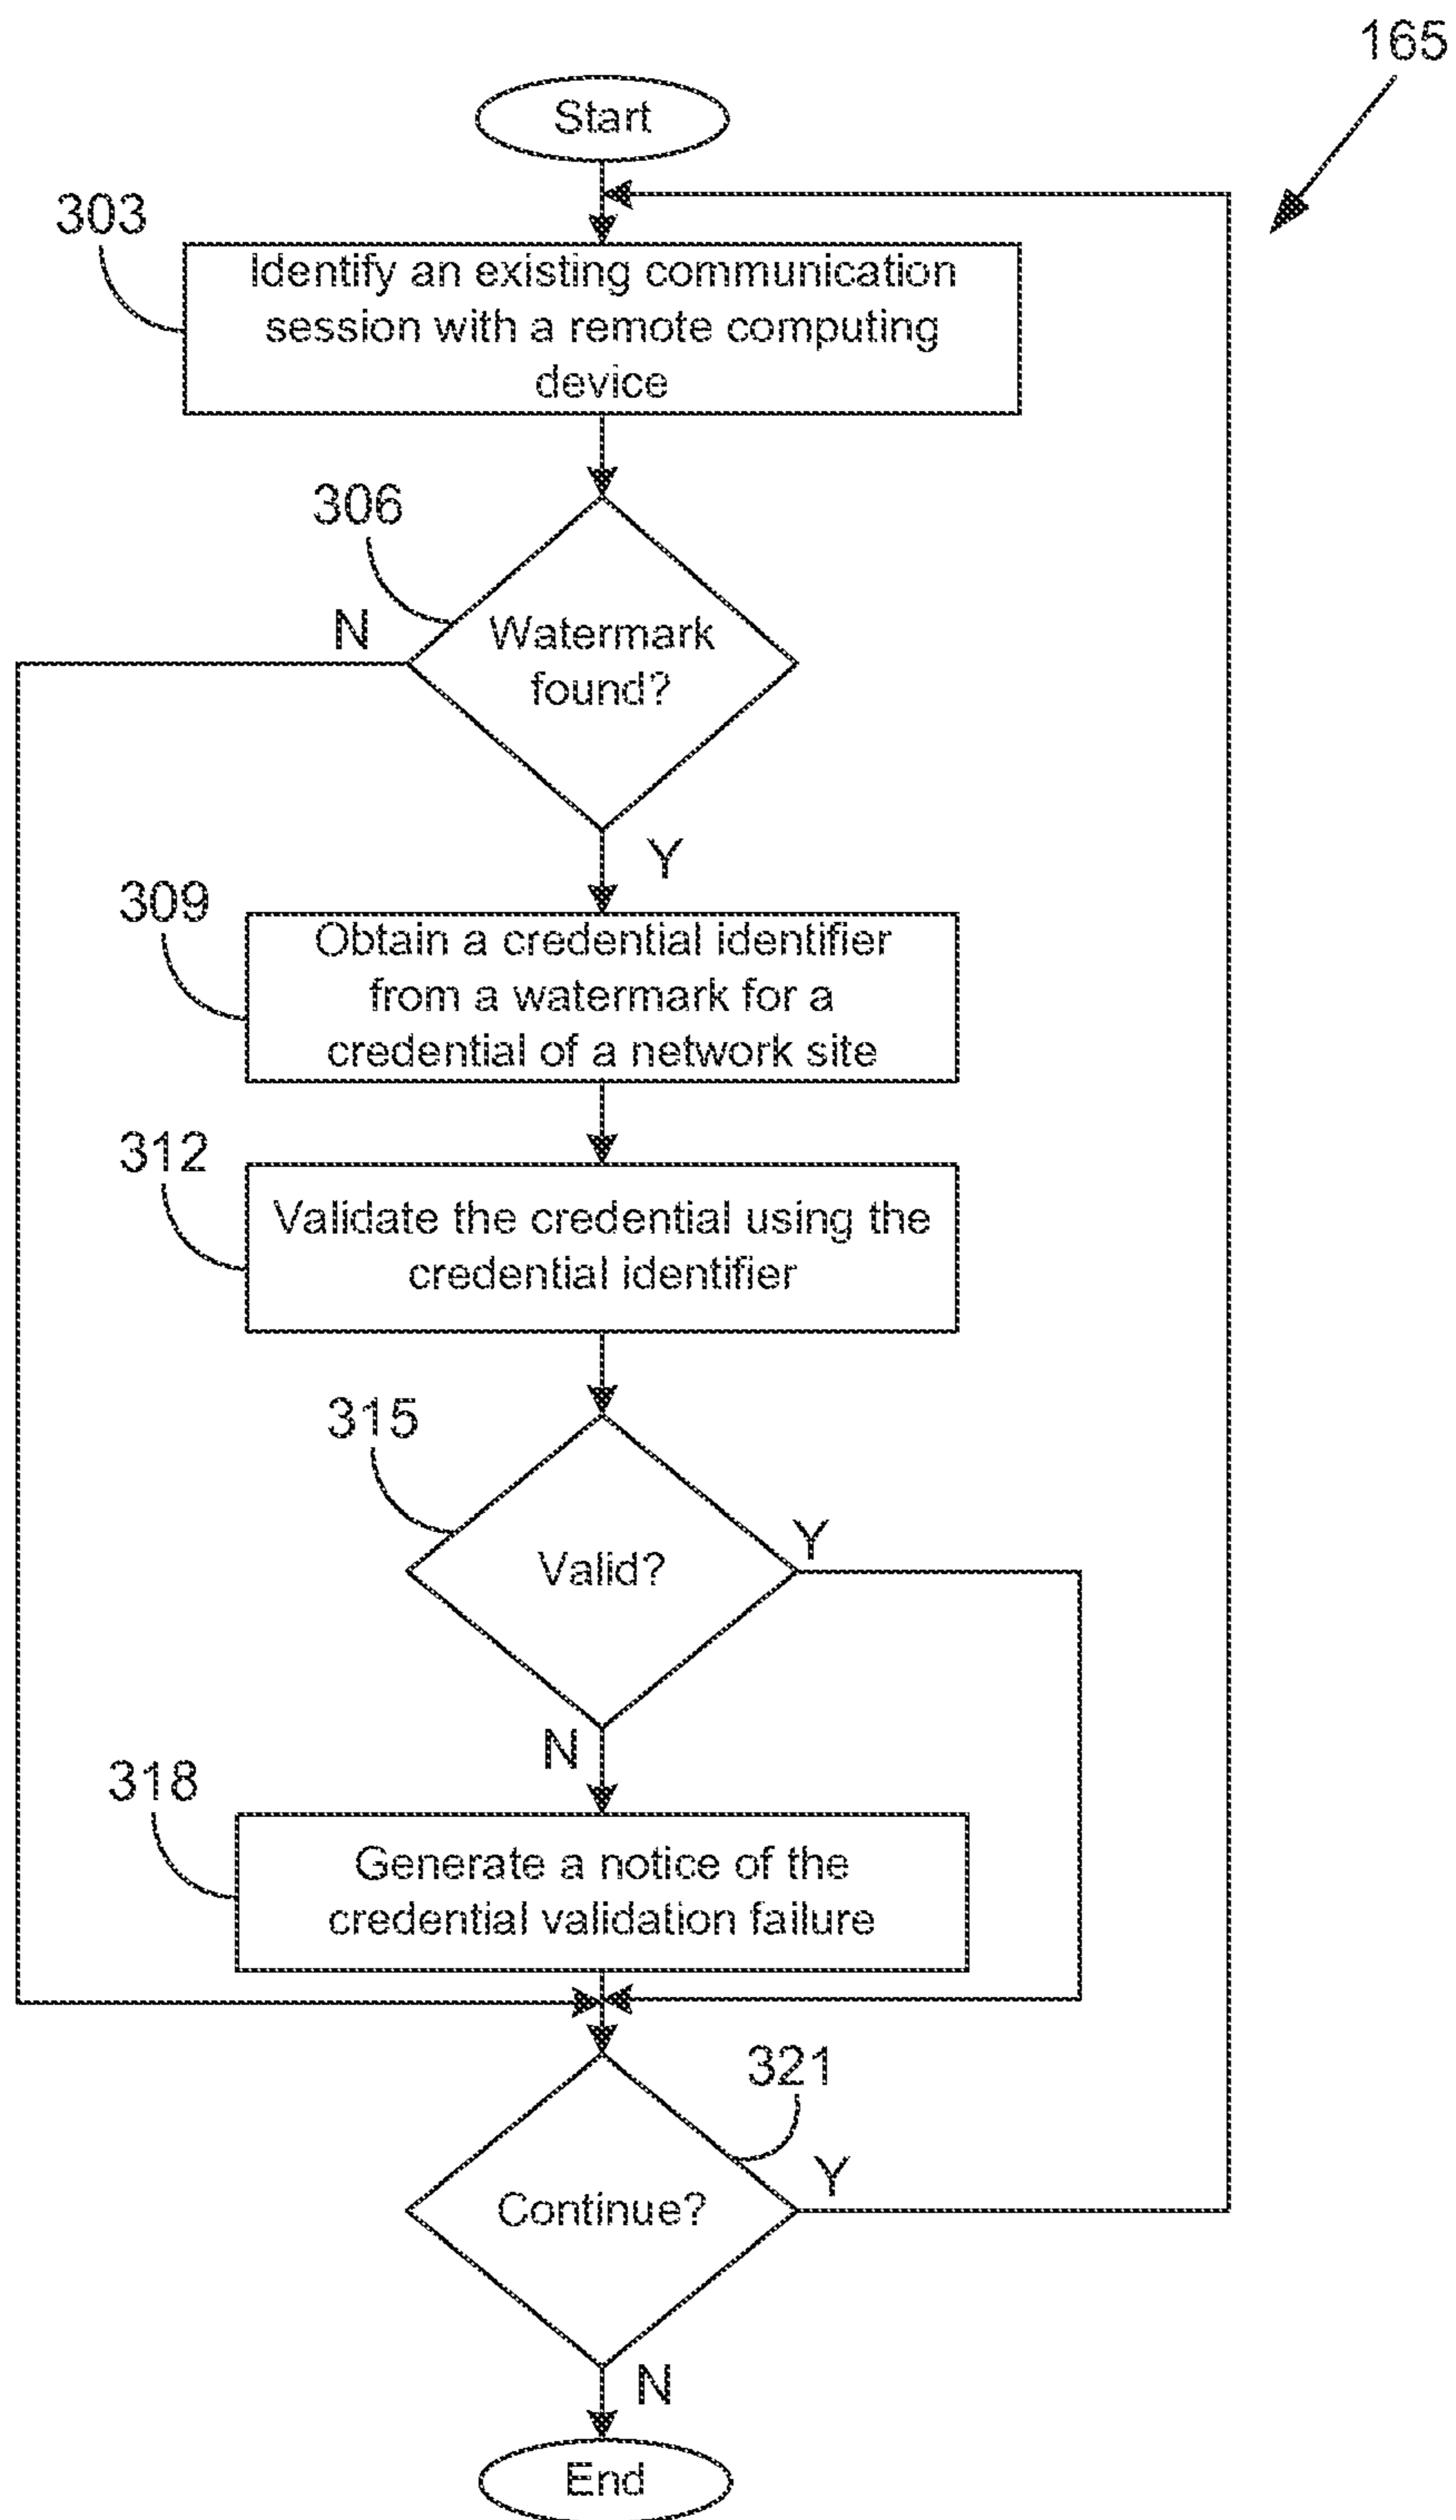 165
Start
303
Identify an existing communication
session with a remote computing
device
306
N
Watermark
found?
Y
309
Obtain a credential identifier
from a watermark for a
credential of a network site
312
Validate the credential using the
credential identifier
315
Y
Valid?
N
318
Generate a notice of the
credential validation failure
321
Y
Continue?
N
End